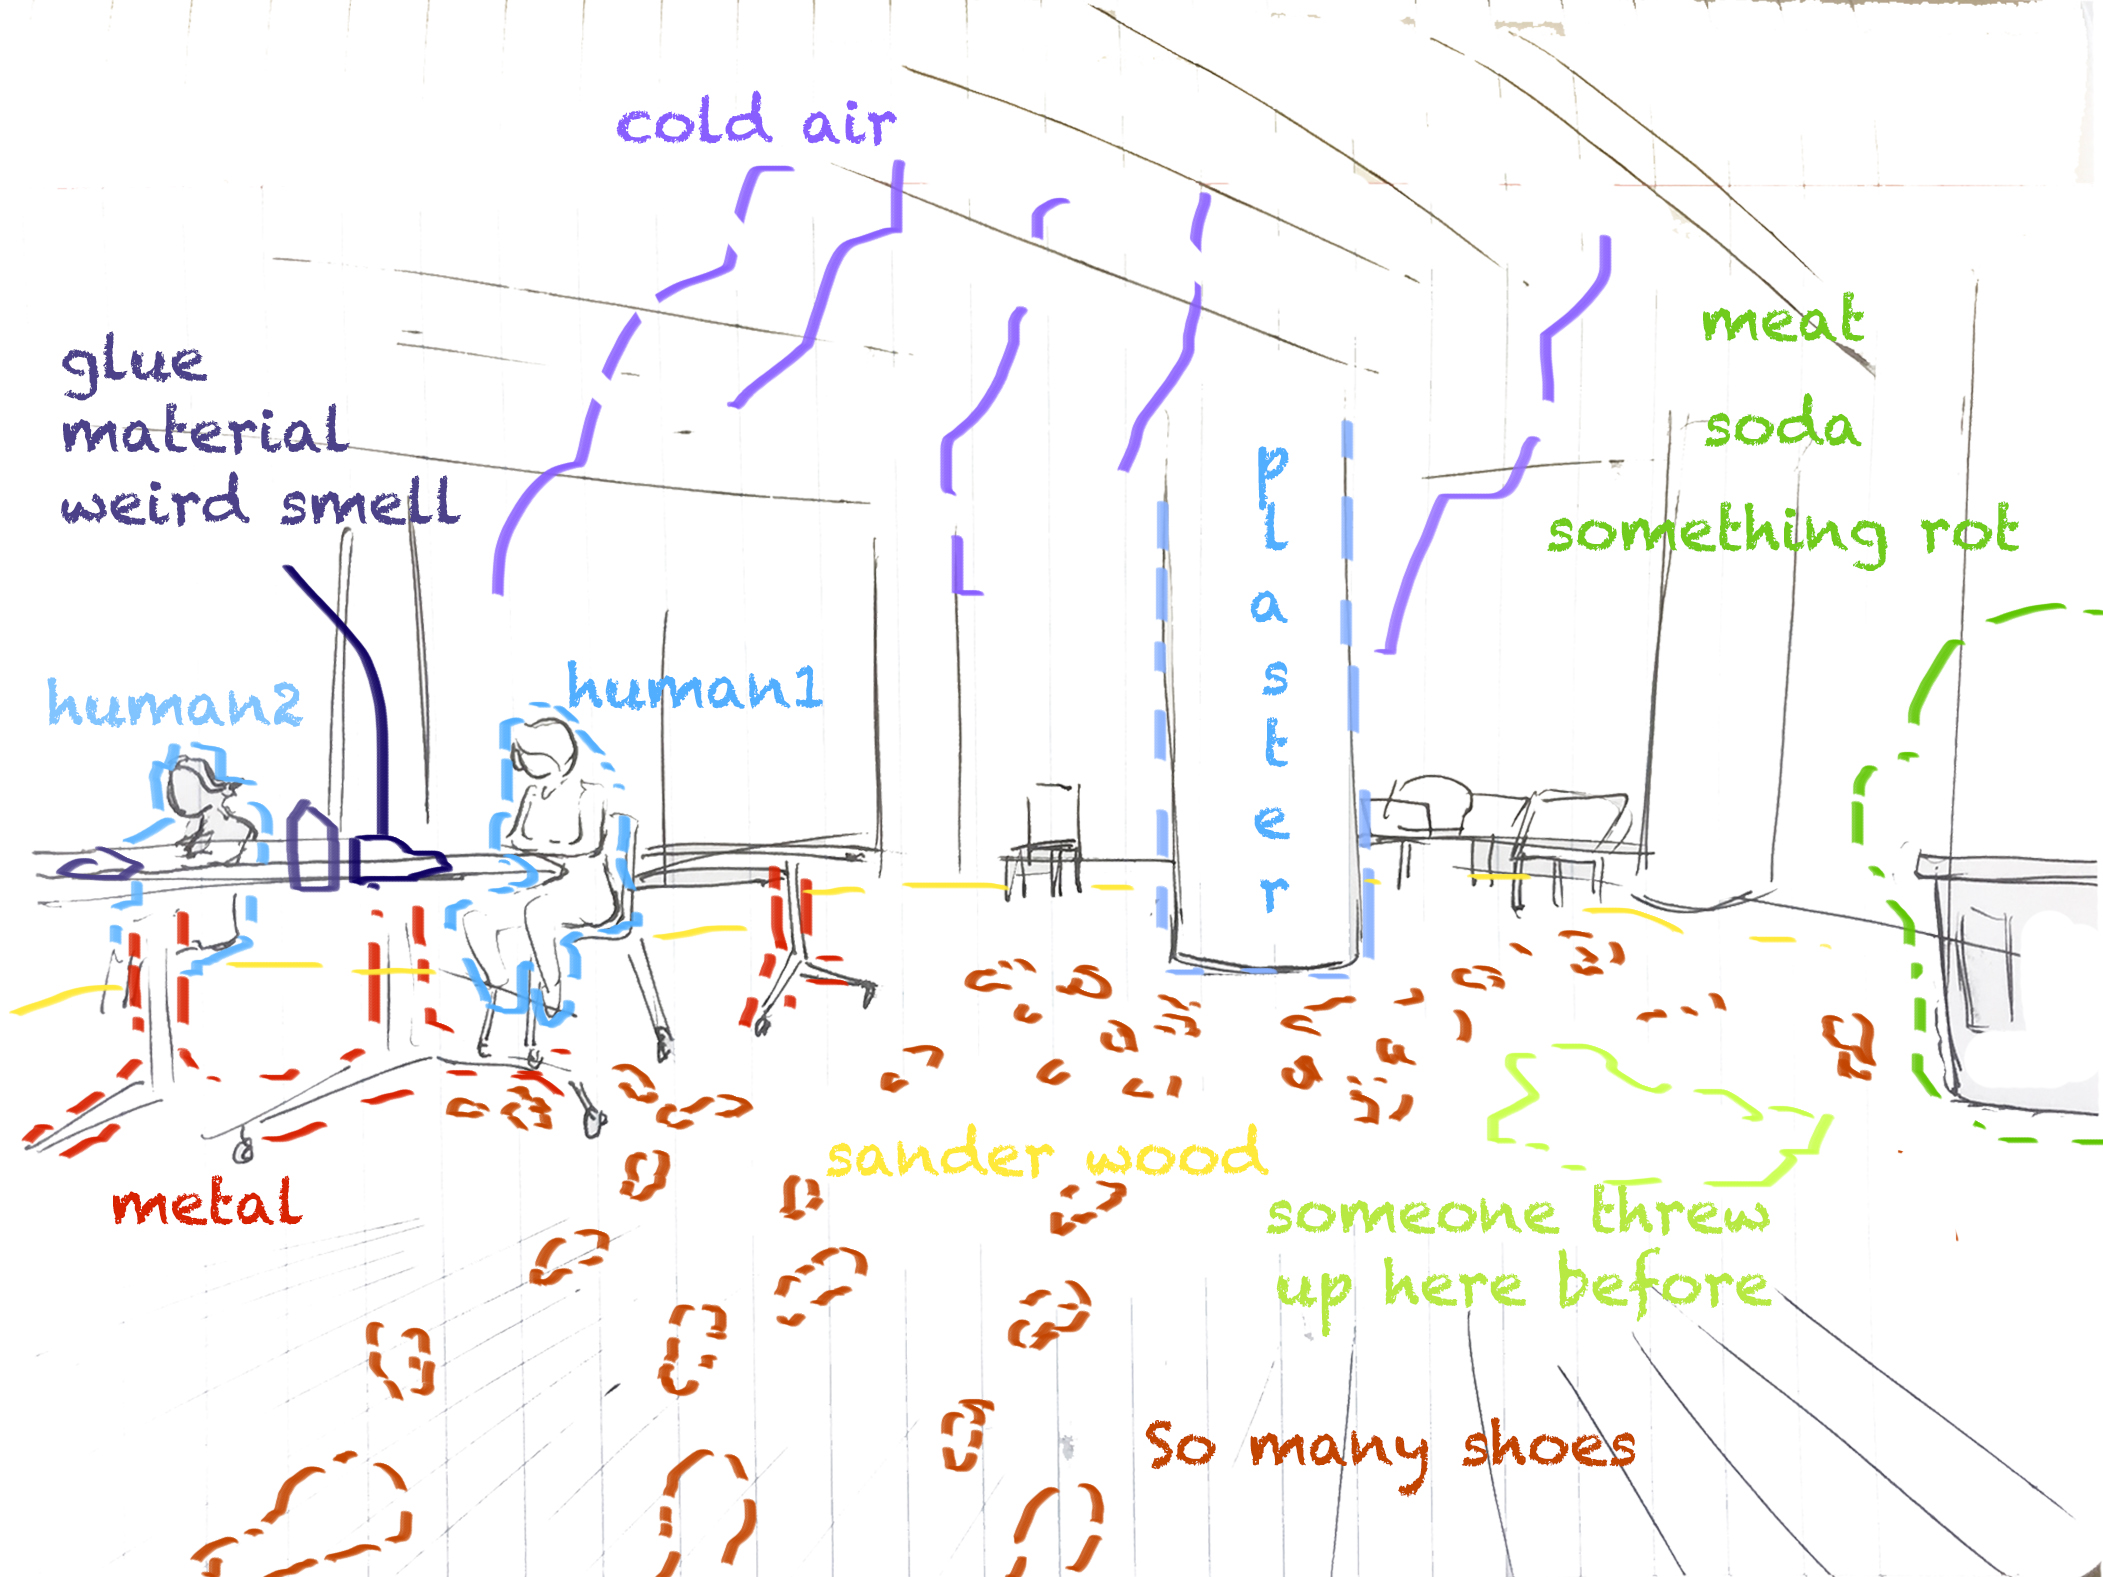 cold air
meat
soda
something rot
glue
material
weird smell
plaster
human1
human2
sander wood
metal
someone threw
up here before
So many shoes